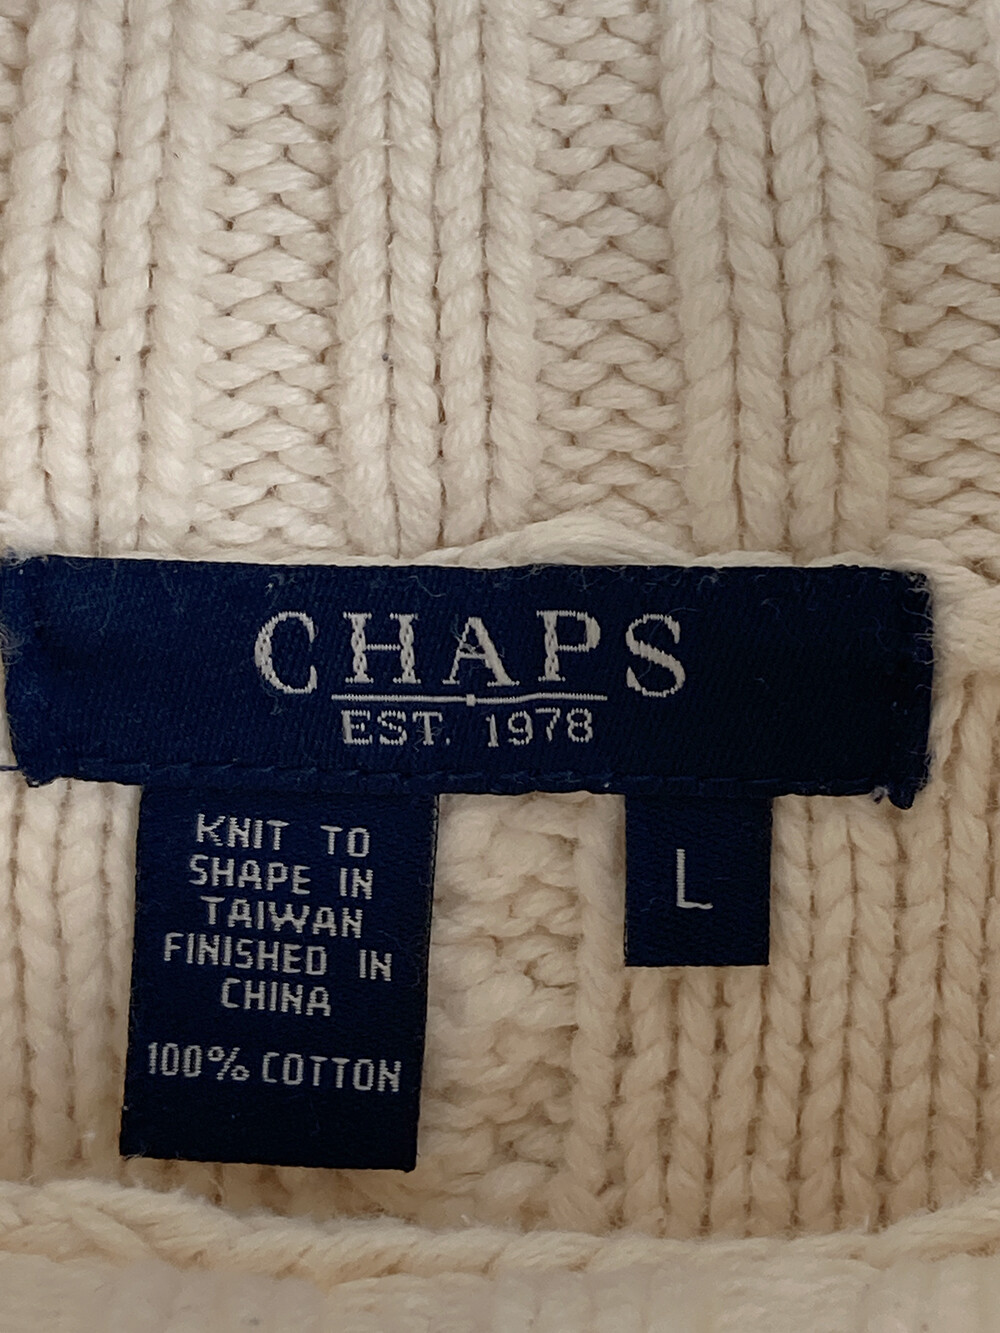 CHAPS
EST. 1978
KNIT TO
SHAPE IN
TAIWAN
FINISHED IN
CHINA
100% COTTON
L